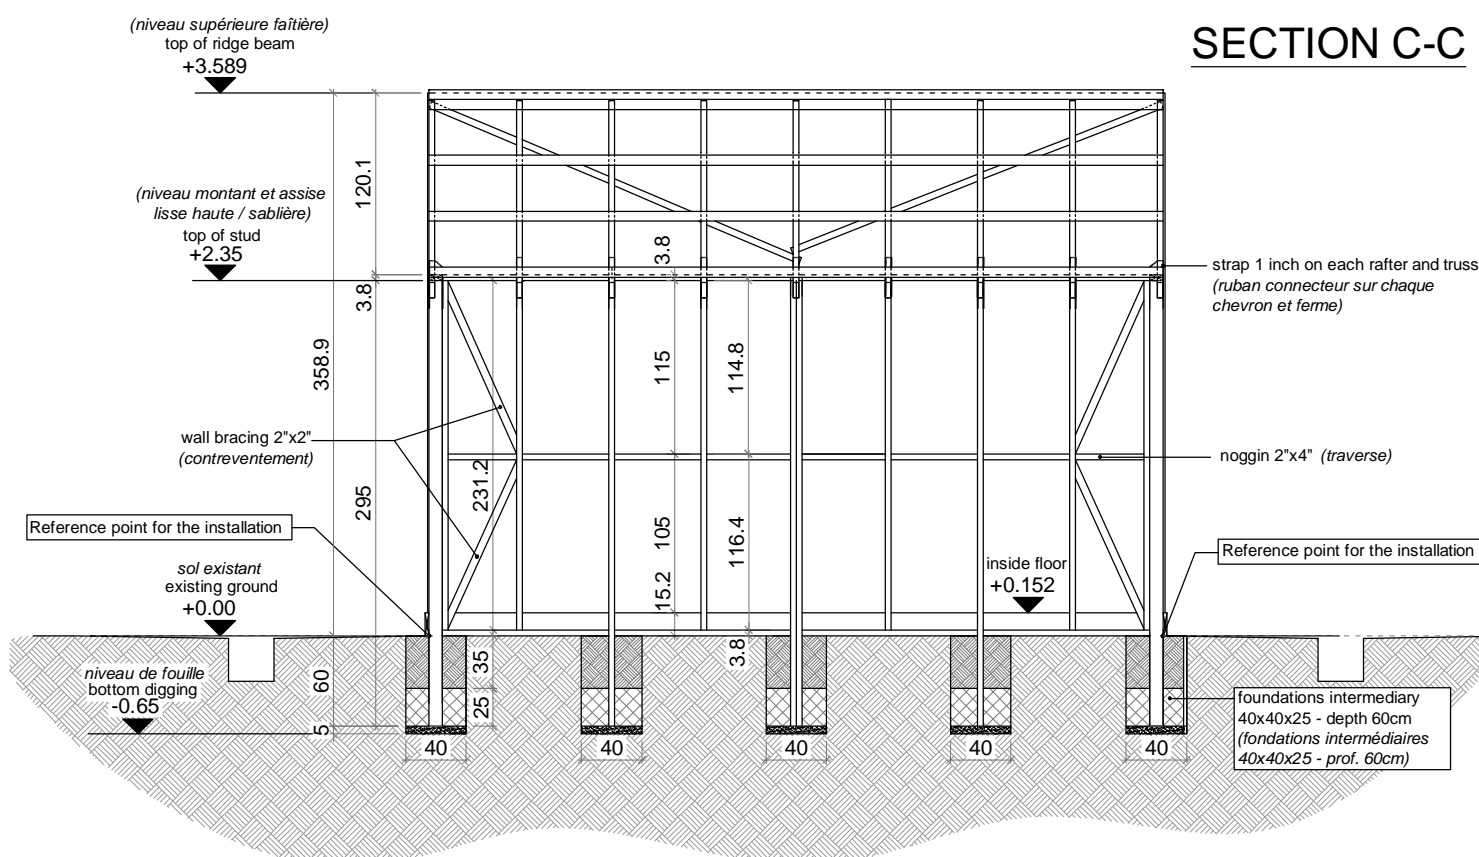 SECTION C-C
(niveau supérieure faîtière)
top of ridge beam
+3.589
(niveau montant et assise
lisse haute / sablière)
top of stud
+2.35
120.1
3.8
3.8
358.9
115
114.8
strap 1 inch on each rafter and truss
(ruban connecteur sur chaque
chevron et ferme)
wall bracing 2"x2"
(contreventement)
noggin 2"x4" (traverse)
295
231.2
105
116.4
15.2
Reference point for the installation
Reference point for the installation
sol existant
existing ground
+0.00
inside floor
+0.152
niveau de fouille
bottom digging
-0.65
60
5
35
25
3.8
40
40
40
40
40
foundations intermediary
40x40x25 - depth 60cm
(fondations intermédiaires
40x40x25 - prof. 60cm)